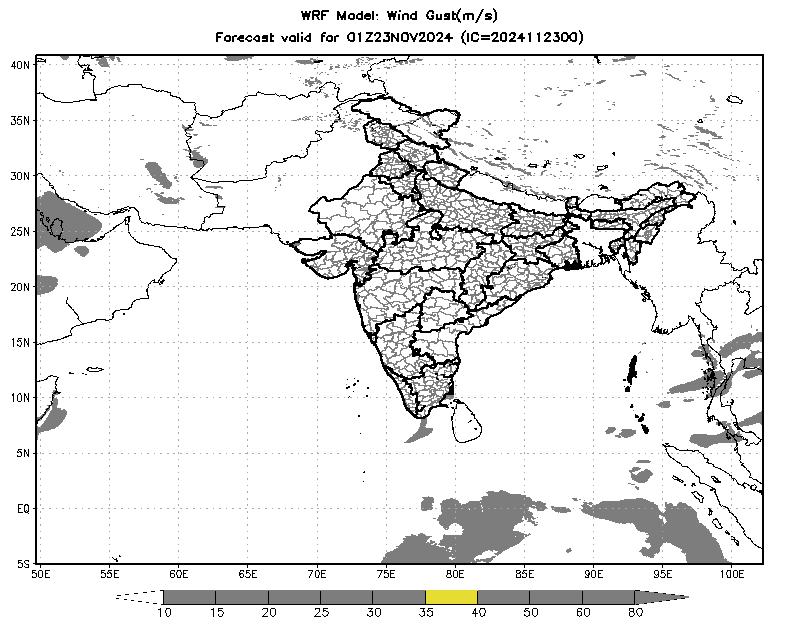 WRF Model: Wind Gust(m/s)
Forecast valid for 01Z23NOV2024 (IC=2024112300)
40N
35N
30N
25N
20N
15N
10N
5N
EQ
5S
50E 55E 60E 65E 70E 75E 80E 85E 90E 95E 100E
10 15 20 25 30 35 40 50 60 80